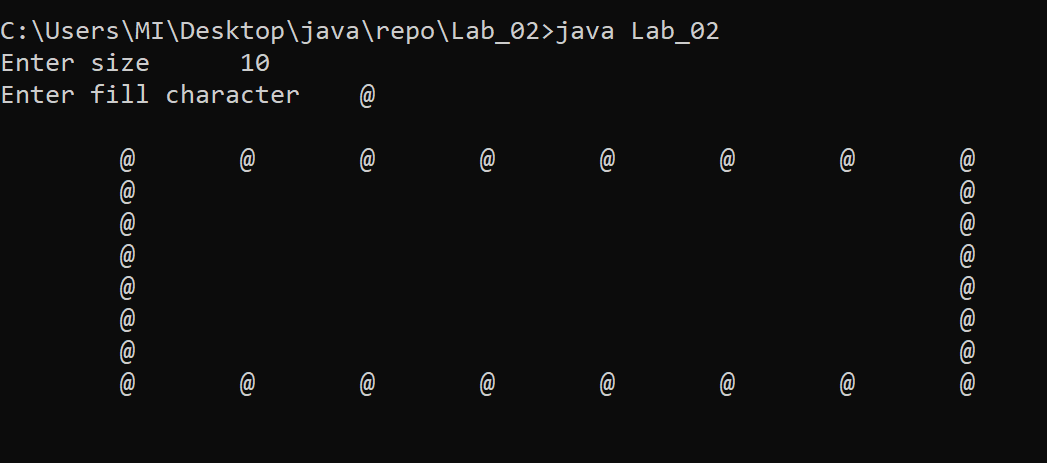 C:\Users\MI\Desktop\java\repo\Lab_02>java Lab_02
Enter size      10
Enter fill character    @

        @       @       @       @       @       @       @       @
        @                                                       @
        @                                                       @
        @                                                       @
        @                                                       @
        @                                                       @
        @                                                       @
        @       @       @       @       @       @       @       @